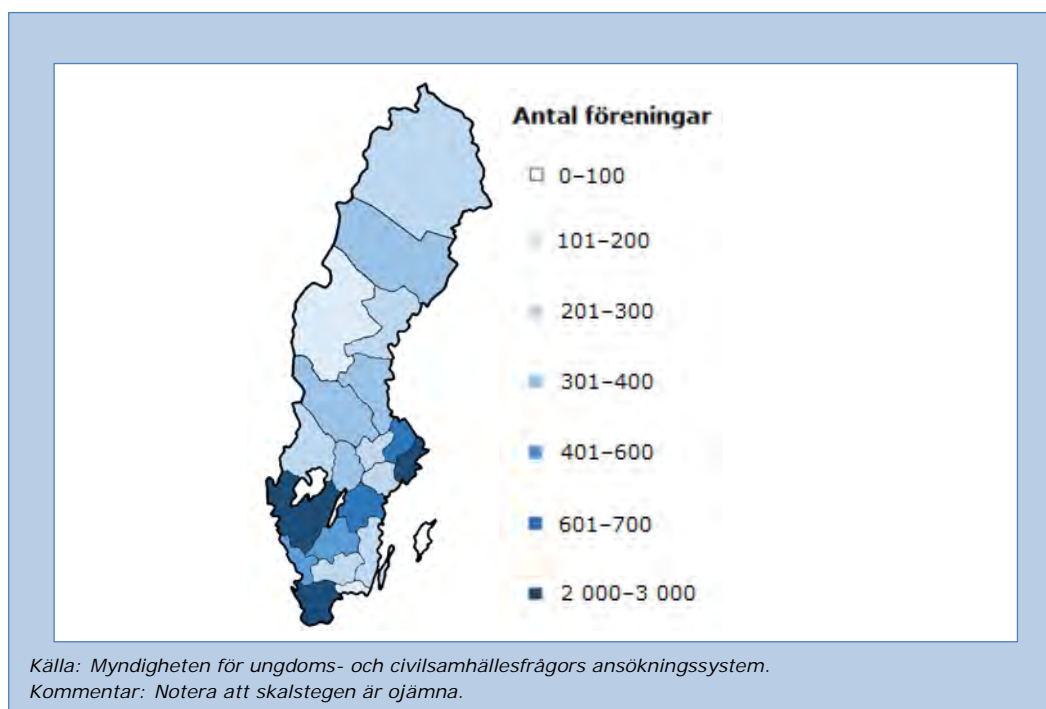 Antal föreningar
0–100
101–200
201–300
301–400
401–600
601–700
2 000–3 000
Källa: Myndigheten för ungdoms- och civilsamhällesfrågors ansökningssystem.
Kommentar: Notera att skalstegen är ojämna.